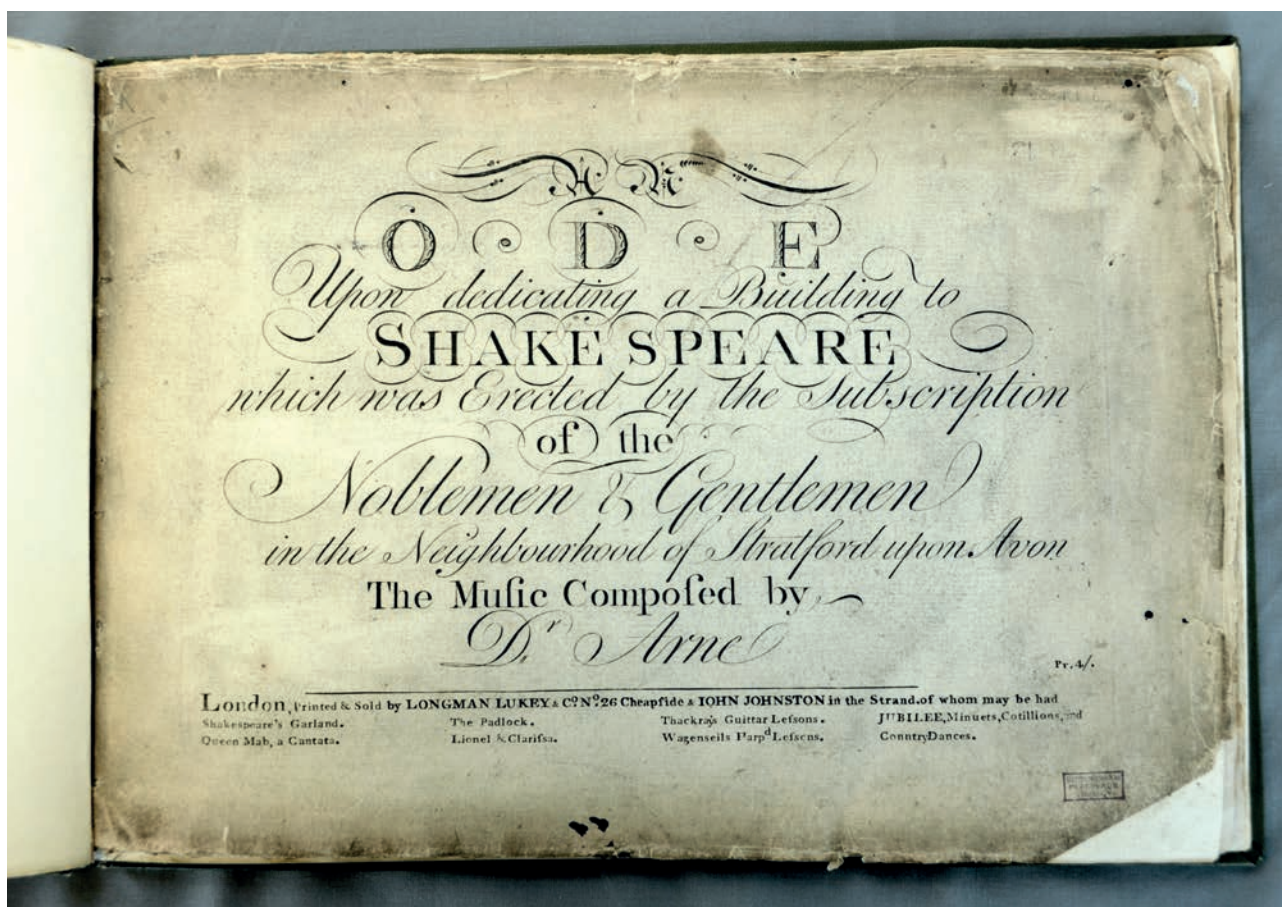 AN
ODE
Upon dedicating a Building to
SHAKESPEARE
which was Erected by the Subscription
of the
Noblemen & Gentlemen
in the Neighbourhood of Stratford upon Avon
The Muſic Compoſed by
Dr Arne
Pr. 4/.
London, Printed & Sold by LONGMAN LUKEY & Co. No. 26 Cheapſide & IOHN JOHNSTON in the Strand. of whom may be had
Shakespeare's Garland. The Padlock. Thackray's Guittar Leſsons. JUBILEE, Minuets, Cotillions, and
Queen Mab, a Cantata. Lionel & Clariſsa. Wagenseils Harpd Leſsons. Conntry Dances.